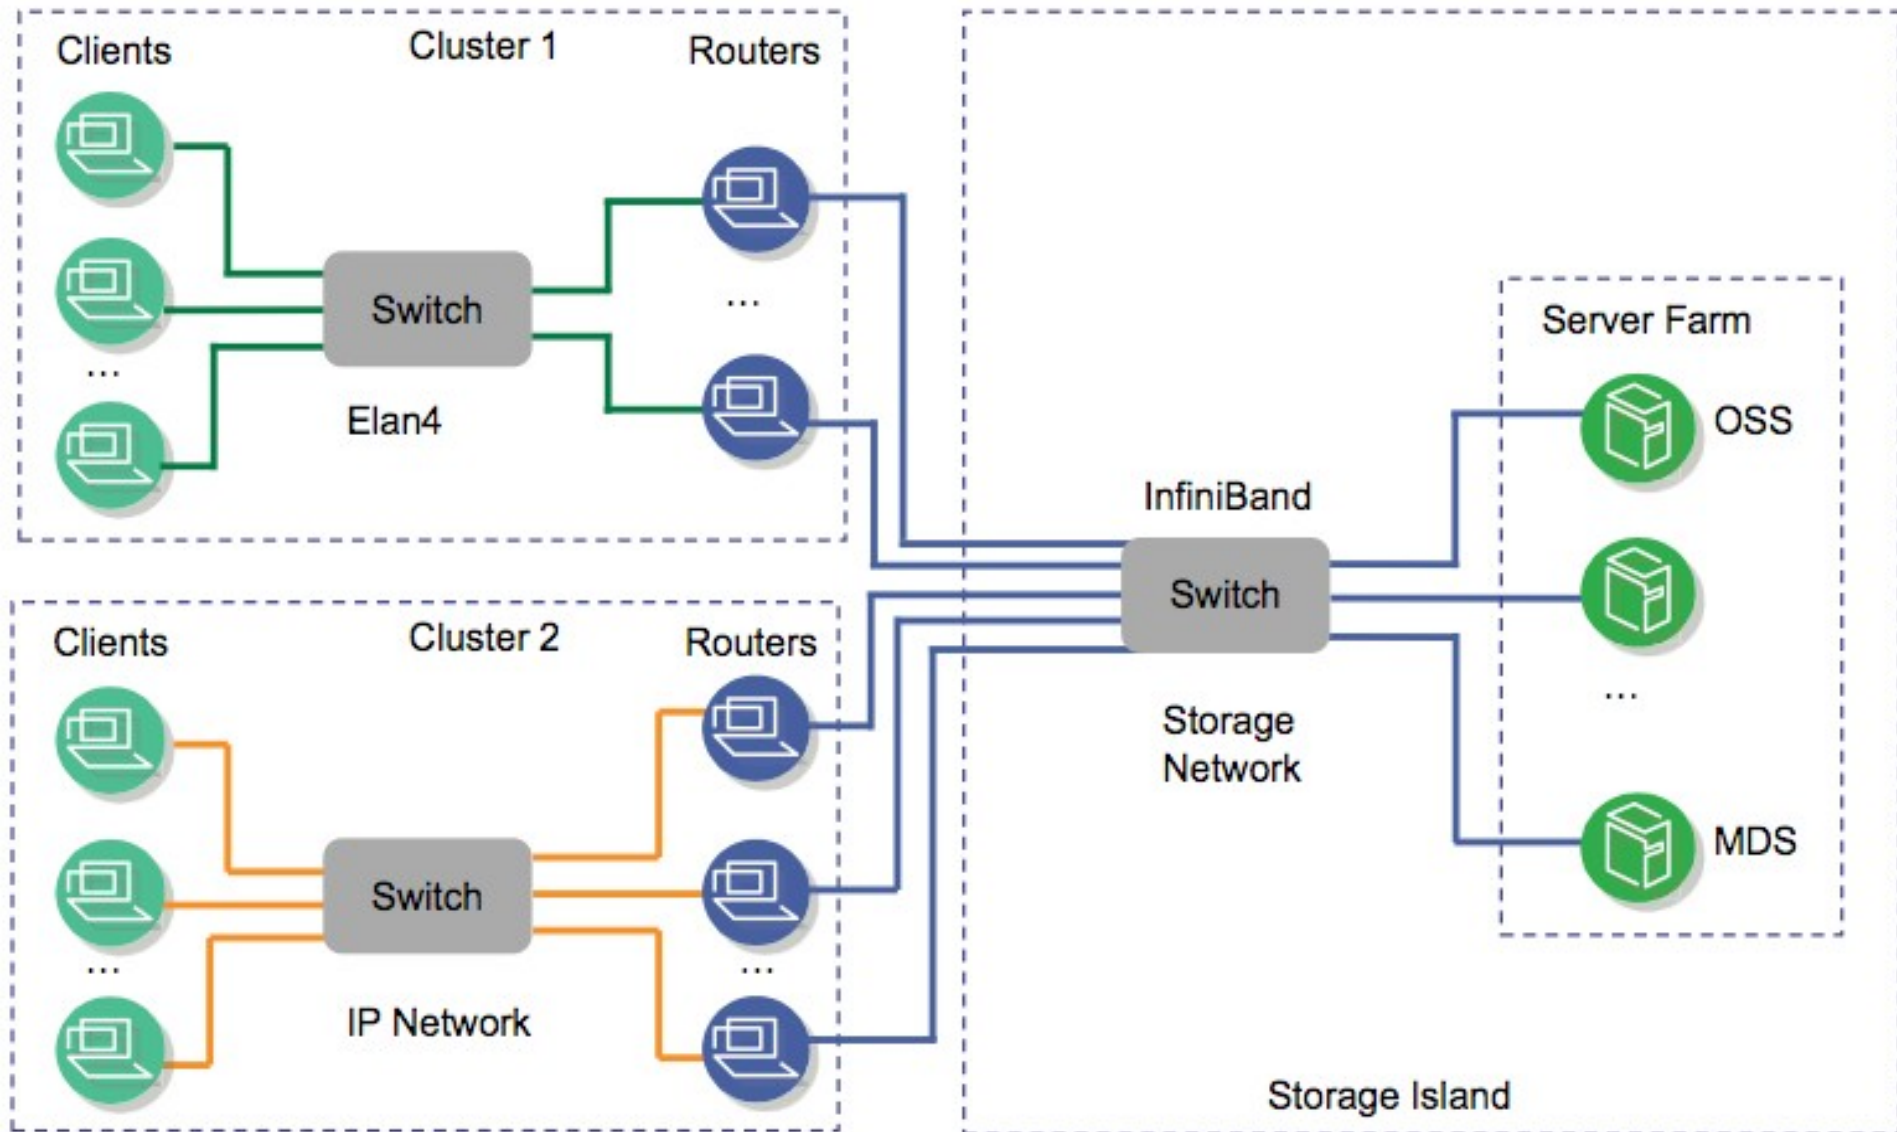 Clients
Cluster 1
Routers
Switch
...
...
Elan4
Clients
Cluster 2
Routers
Switch
...
...
IP Network
InfiniBand
Switch
Storage
Network
Server Farm
OSS
...
MDS
Storage Island